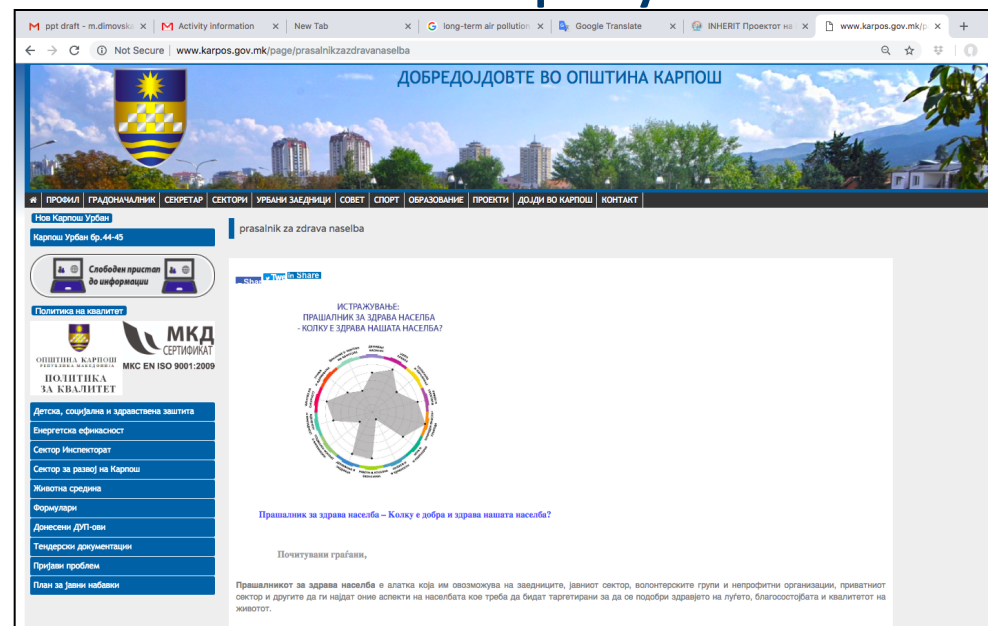 ppt draft - m.dimovska
Activity information
New Tab
long-term air pollution
Google Translate
INHERIT Проектот на
www.karpos.gov.mk/p
Not Secure | www.karpos.gov.mk/page/prasalnikzazdravanaselba
ДОБРЕДОЈДОВТЕ ВО ОПШТИНА КАРПОШ
ПРОФИЛ ГРАДОНАЧАЛНИК СЕКРЕТАР СЕКТОРИ УРБАНИ ЗАЕДНИЦИ СОВЕТ СПОРТ ОБРАЗОВАНИЕ ПРОЕКТИ ДОЈДИ ВО КАРПОШ КОНТАКТ
Нов Карпош Урбан
Карпош Урбан бр.44-45
Слободен пристап
до информации
Политика на квалитет
МКД
СЕРТИФИКАТ
ОПШТИНА КАРПОШ
РЕПУБЛИКА МАКЕДОНИЈА
МКС EN ISO 9001:2009
ПОЛИТИКА
ЗА КВАЛИТЕТ
Детска, социјална и здравствена заштита
Енергетска ефикасност
Сектор Инспекторат
Сектор за развој на Карпош
Животна средина
Формулари
Донесени ДУП-ови
Тендерски документации
Пријави проблем
План за јавни набавки
prasalnik za zdrava naselba
Share
in Share
ИСТРАЖУВАЊЕ:
ПРАШАЛНИК ЗА ЗДРАВА НАСЕЛБА
- КОЛКУ Е ЗДРАВА НАШАТА НАСЕЛБА?
Прашалник за здрава населба – Колку е добра и здрава нашата населба?
Почитувани граѓани,
Прашалникот за здрава населба е алатка која им овозможува на заедниците, јавниот сектор, волонтерските групи и непрофитни организации, приватниот
сектор и другите да ги најдат оние аспекти на населбата кое треба да бидат таргетирани за да се подобри здравјето на луѓето, благосостојбата и квалитетот на
животот.